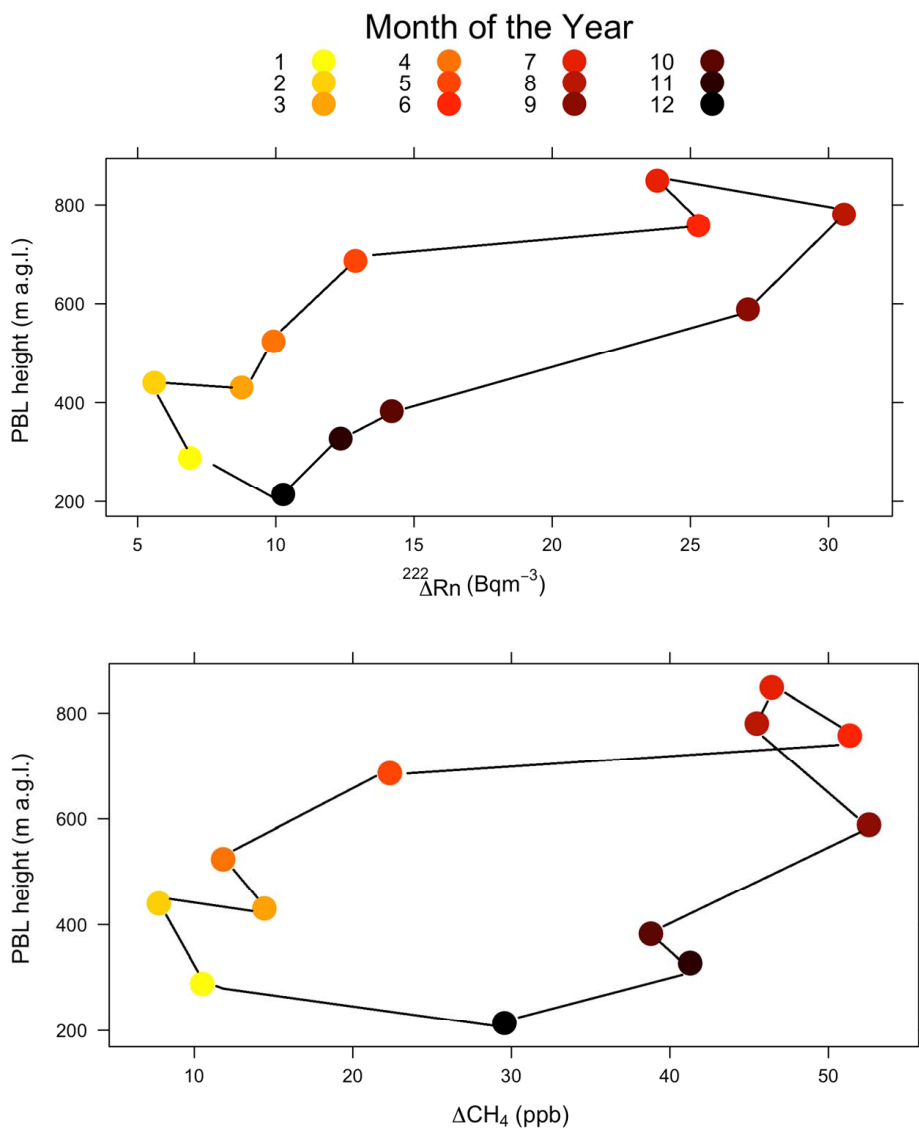 Month of the Year
1 4 7 10
2 5 8 11
3 6 9 12
800
600
400
200
PBL height (m a.g.l.)
5 10 15 20 25 30
²²²ΔRn (Bqm⁻³)
800
600
400
200
PBL height (m a.g.l.)
10 20 30 40 50
ΔCH₄ (ppb)